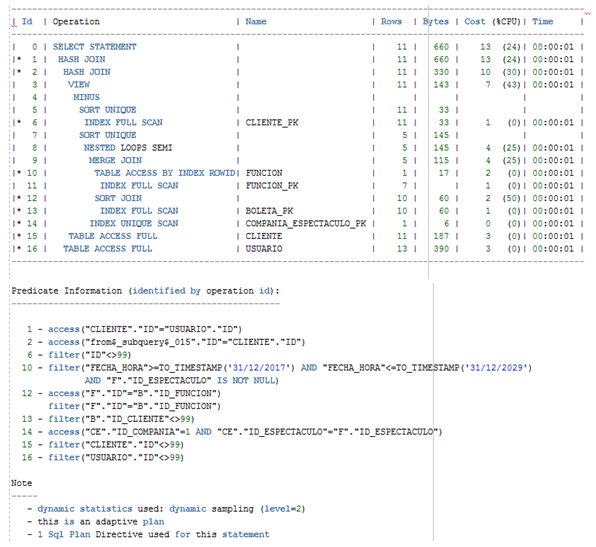 | Id | Operation | Name | Rows | Bytes | Cost (%CPU)| Time |
| 0 | SELECT STATEMENT | | 11 | 660 | 13 (24)| 00:00:01 |
|* 1 | HASH JOIN | | 11 | 660 | 13 (24)| 00:00:01 |
|* 2 | HASH JOIN | | 11 | 330 | 10 (30)| 00:00:01 |
| 3 | VIEW | | 11 | 143 | 7 (43)| 00:00:01 |
| 4 | MINUS | | | | | |
| 5 | SORT UNIQUE | | 11 | 33 | | |
|* 6 | INDEX FULL SCAN | CLIENTE_PK | 11 | 33 | 1 (0)| 00:00:01 |
| 7 | SORT UNIQUE | | 5 | 145 | | |
| 8 | NESTED LOOPS SEMI | | 5 | 145 | 4 (25)| 00:00:01 |
| 9 | MERGE JOIN | | 5 | 115 | 4 (25)| 00:00:01 |
|* 10 | TABLE ACCESS BY INDEX ROWID| FUNCION | 1 | 17 | 2 (0)| 00:00:01 |
| 11 | INDEX FULL SCAN | FUNCION_PK | 7 | | 1 (0)| 00:00:01 |
|* 12 | SORT JOIN | | 10 | 60 | 2 (50)| 00:00:01 |
|* 13 | INDEX FULL SCAN | BOLETA_PK | 10 | 60 | 1 (0)| 00:00:01 |
|* 14 | INDEX UNIQUE SCAN | COMPANIA_ESPECTACULO_PK | 1 | 6 | 0 (0)| 00:00:01 |
|* 15 | TABLE ACCESS FULL | CLIENTE | 11 | 187 | 3 (0)| 00:00:01 |
|* 16 | TABLE ACCESS FULL | USUARIO | 13 | 390 | 3 (0)| 00:00:01 |
Predicate Information (identified by operation id):
1 - access("CLIENTE"."ID"="USUARIO"."ID")
2 - access("from$_subquery$_015"."ID"="CLIENTE"."ID")
6 - filter("ID"<>99)
10 - filter("FECHA_HORA">=TO_TIMESTAMP('31/12/2017') AND "FECHA_HORA"<=TO_TIMESTAMP('31/12/2029')
AND "F"."ID_ESPECTACULO" IS NOT NULL)
12 - access("F"."ID"="B"."ID_FUNCION")
filter("F"."ID"="B"."ID_FUNCION")
13 - filter("B"."ID_CLIENTE"<>99)
14 - access("CE"."ID_COMPANIA"=1 AND "CE"."ID_ESPECTACULO"="F"."ID_ESPECTACULO")
15 - filter("CLIENTE"."ID"<>99)
16 - filter("USUARIO"."ID"<>99)
Note
-----
- dynamic statistics used: dynamic sampling (level=2)
- this is an adaptive plan
- 1 Sql Plan Directive used for this statement